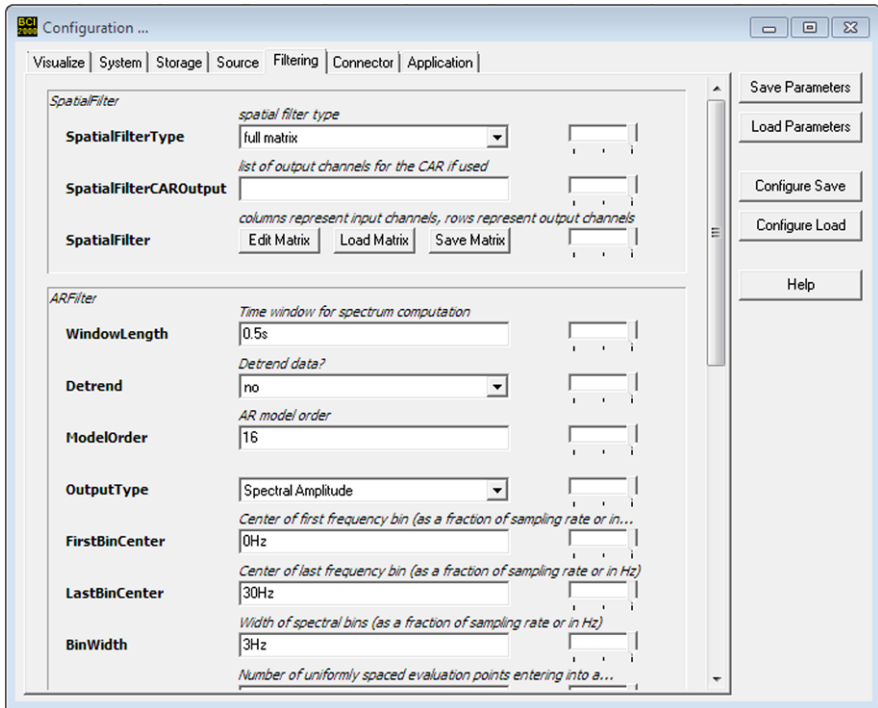 BCI
2000
Configuration ...
Visualize System Storage Source Filtering Connector Application
SpatialFilter
spatial filter type
SpatialFilterType full matrix
list of output channels for the CAR if used
SpatialFilterCAROutput
columns represent input channels, rows represent output channels
SpatialFilter Edit Matrix Load Matrix Save Matrix
ARFilter
Time window for spectrum computation
WindowLength 0.5s
Detrend data?
Detrend no
AR model order
ModelOrder 16
OutputType Spectral Amplitude
Center of first frequency bin (as a fraction of sampling rate or in...
FirstBinCenter 0Hz
Center of last frequency bin (as a fraction of sampling rate or in Hz)
LastBinCenter 30Hz
Width of spectral bins (as a fraction of sampling rate or in Hz)
BinWidth 3Hz
Number of uniformly spaced evaluation points entering into a...
Save Parameters
Load Parameters
Configure Save
Configure Load
Help